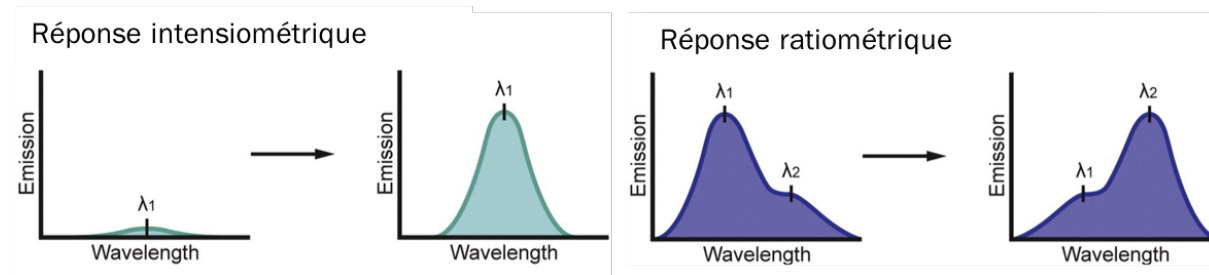 Réponse intensiométrique
Emission
λ1
Wavelength
Emission
λ1
Wavelength
Réponse ratiométrique
Emission
λ1
λ2
Wavelength
Emission
λ1
λ2
Wavelength